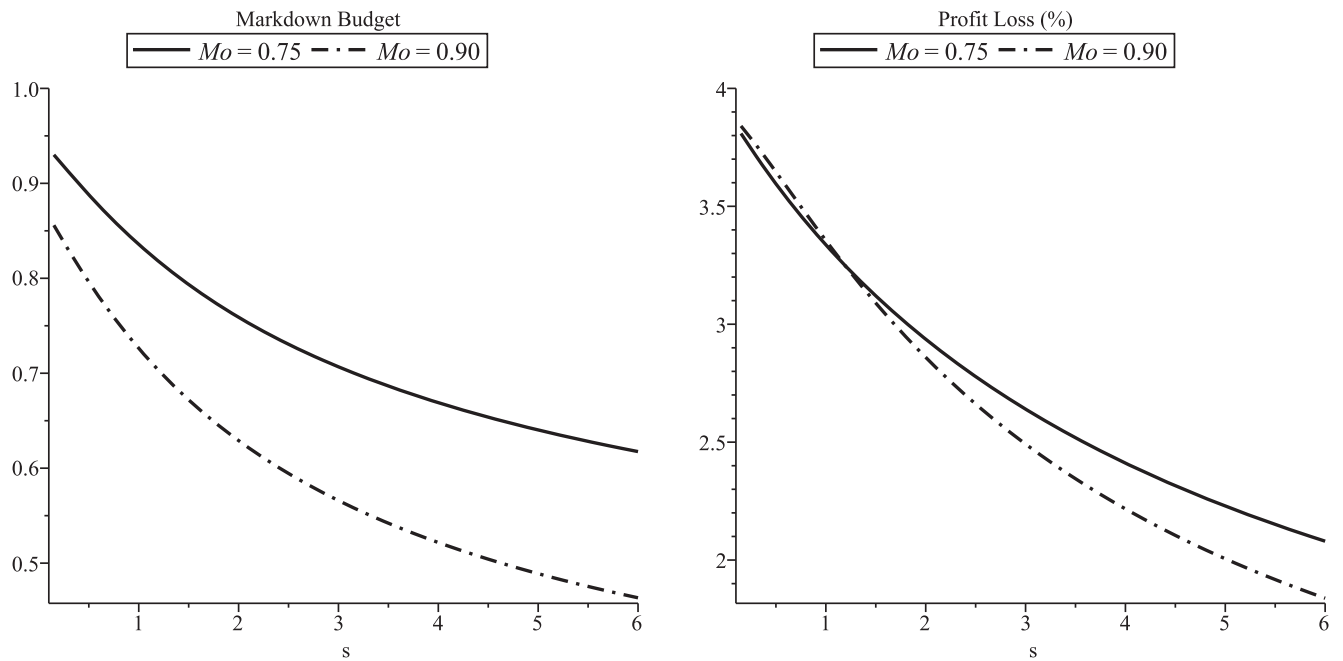 Markdown Budget
Mo = 0.75 Mo = 0.90
1.0
0.9
0.8
0.7
0.6
0.5
1 2 3 4 5 6
s
Profit Loss (%)
Mo = 0.75 Mo = 0.90
4
3.5
3
2.5
2
1 2 3 4 5 6
s